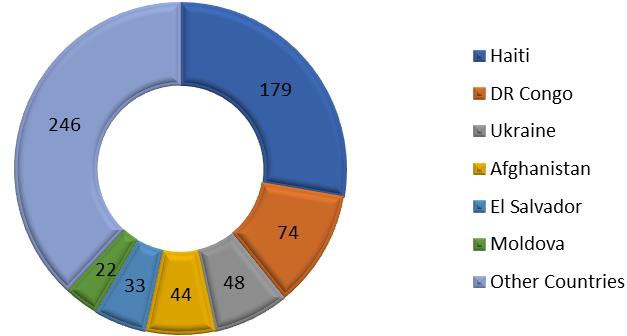 179
74
48
44
33
22
246
Haiti
DR Congo
Ukraine
Afghanistan
El Salvador
Moldova
Other Countries